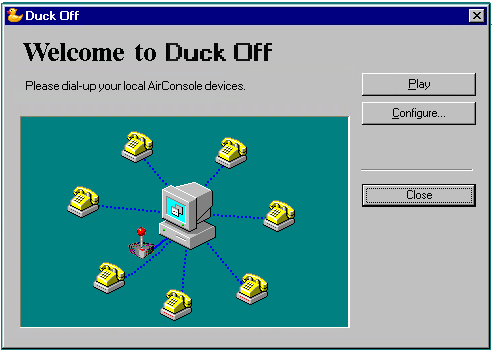 Duck Off
Welcome to Duck Off
Please dial-up your local AirConsole devices.
Play
Configure...
Close